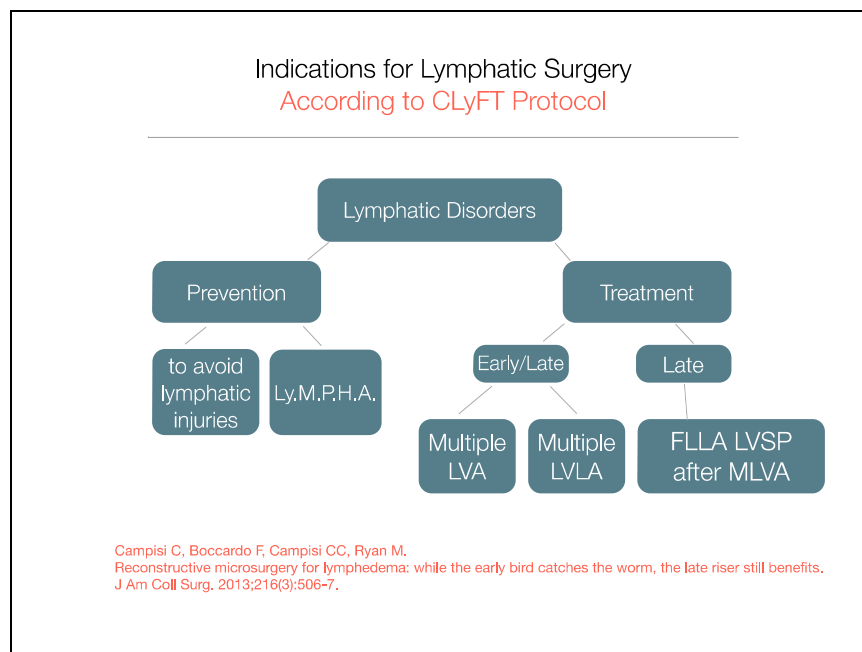 Indications for Lymphatic Surgery
According to CLyFT Protocol
Lymphatic Disorders
Prevention
Treatment
to avoid
lymphatic
injuries
Ly.M.P.H.A.
Early/Late
Late
Multiple
LVA
Multiple
LVLA
FLLA LVSP
after MLVA
Campisi C, Boccardo F, Campisi CC, Ryan M.
Reconstructive microsurgery for lymphedema: while the early bird catches the worm, the late riser still benefits.
J Am Coll Surg. 2013;216(3):506-7.